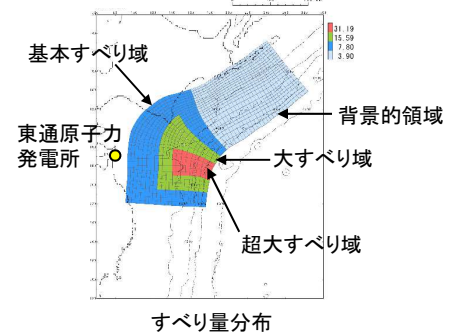 31.19
15.59
7.80
3.90
基本すべり域
背景的領域
東通原子力
発電所
大すべり域
超大すべり域
すべり量分布